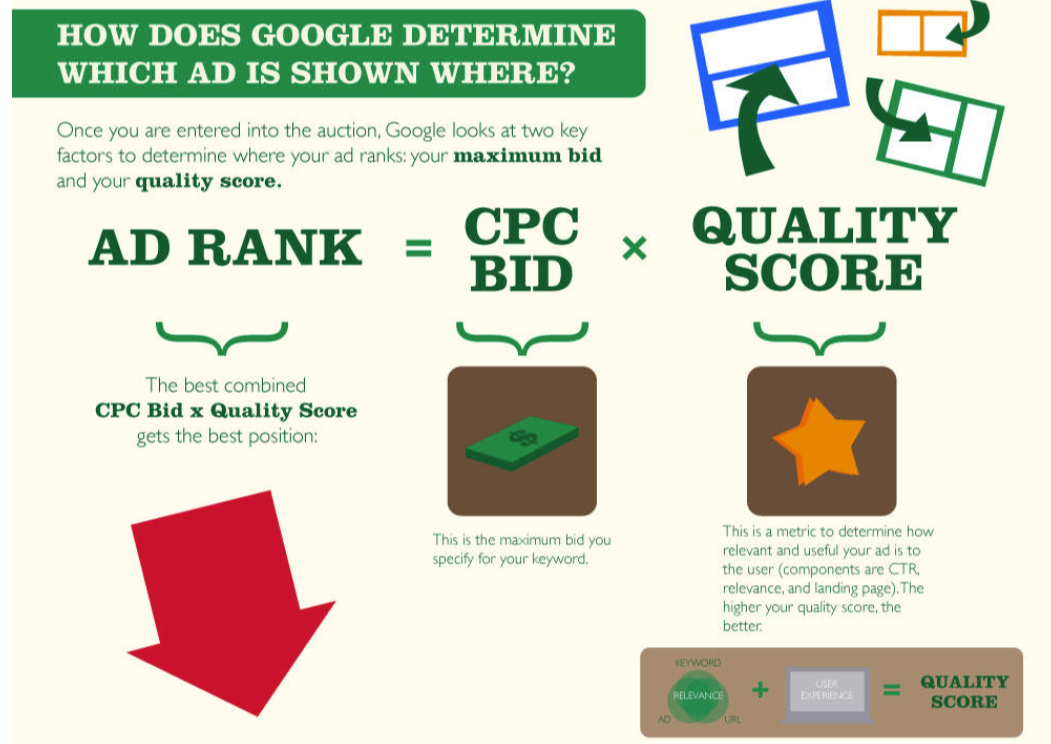 HOW DOES GOOGLE DETERMINE
WHICH AD IS SHOWN WHERE?
Once you are entered into the auction, Google looks at two key
factors to determine where your ad ranks: your maximum bid
and your quality score.
AD RANK = CPC BID × QUALITY SCORE
The best combined
CPC Bid x Quality Score
gets the best position:
$
This is the maximum bid you
specify for your keyword.
This is a metric to determine how
relevant and useful your ad is to
the user (components are CTR,
relevance, and landing page). The
higher your quality score, the
better.
KEYWORD
RELEVANCE
AD
URL
+
USER
EXPERIENCE
=
QUALITY
SCORE